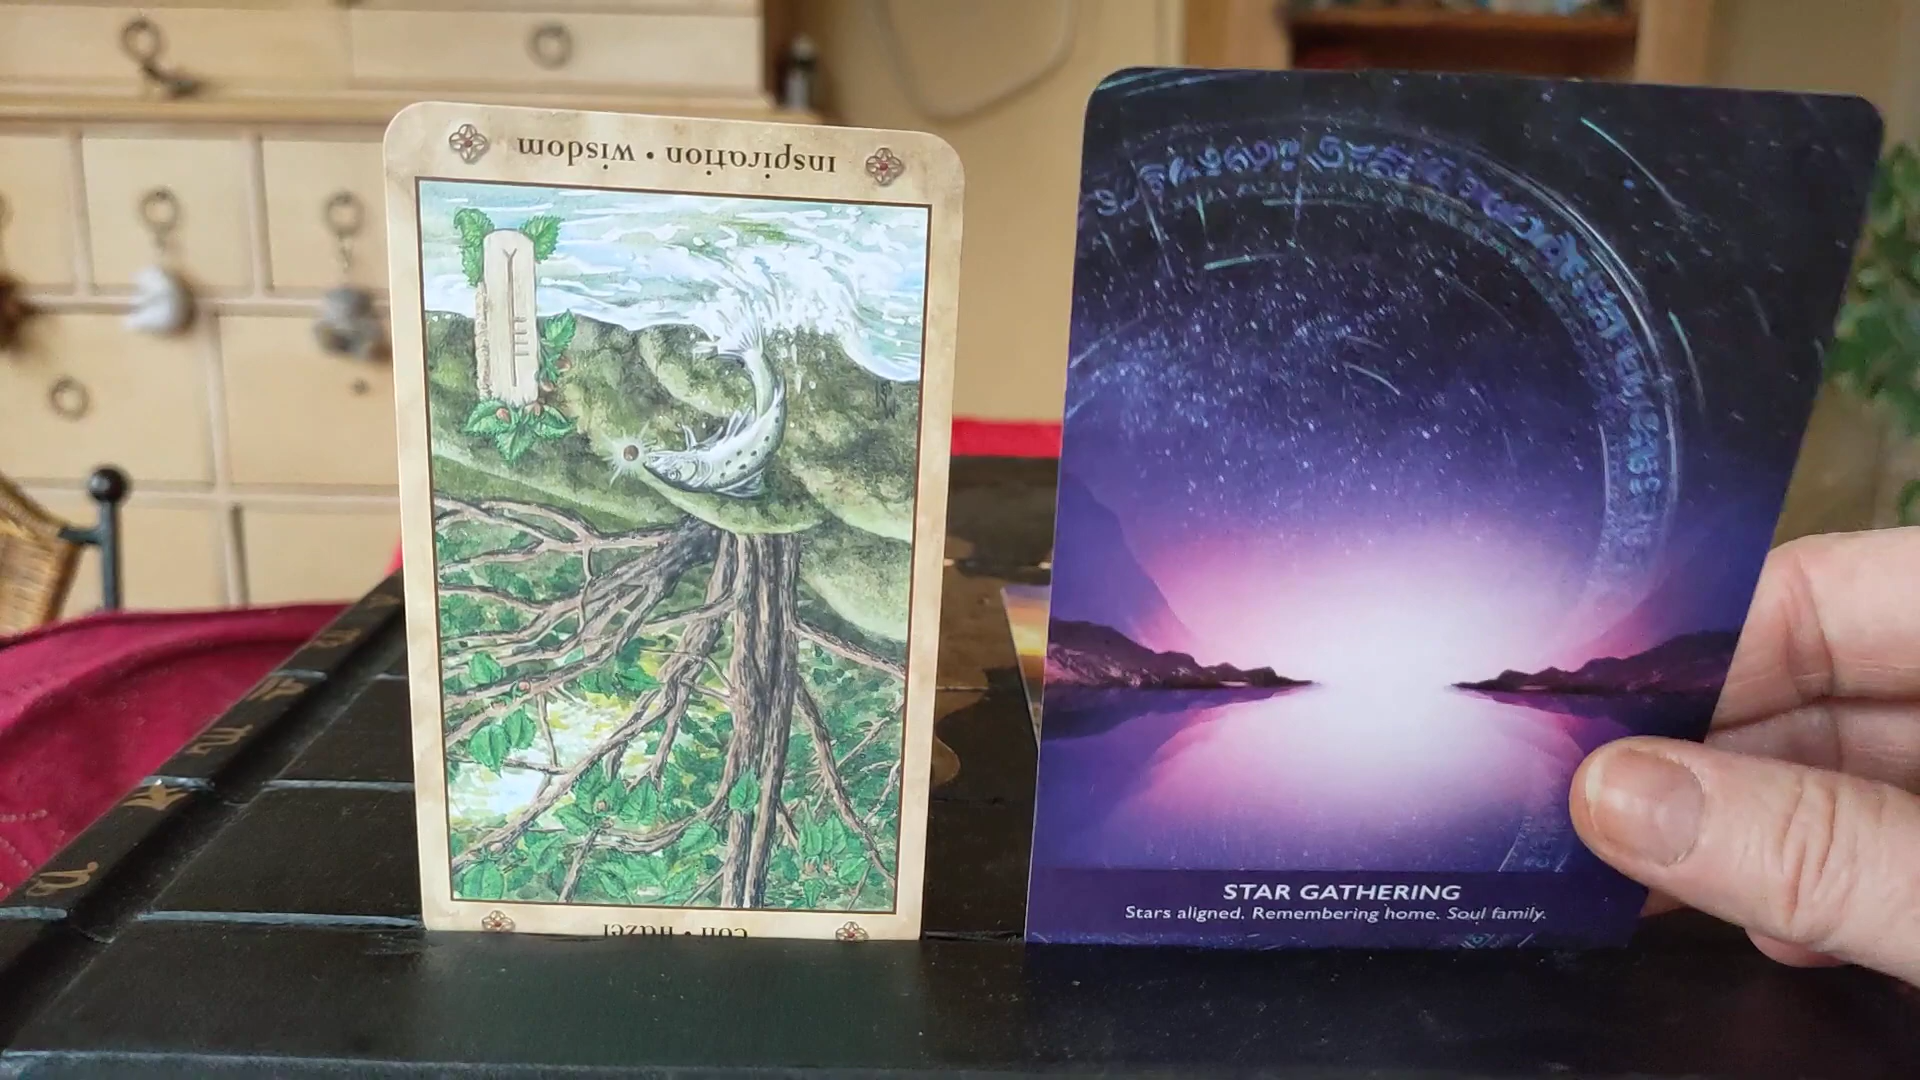 inspiration • wisdom
coll • hazel
STAR GATHERING
Stars aligned. Remembering home. Soul family.